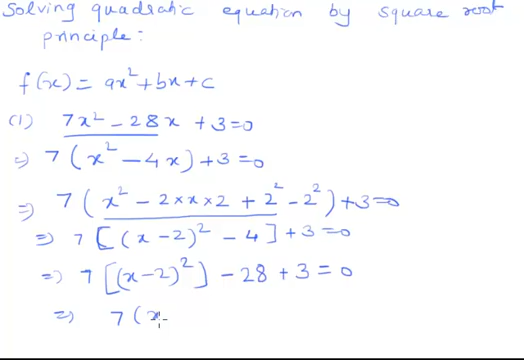 Solving quadratic equation by square root
principle:
f(x) = ax² + bx + c
(1) 7x² - 28x + 3 = 0
⇒ 7(x² - 4x) + 3 = 0
⇒ 7(x² - 2×x×2 + 2² - 2²) + 3 = 0
⇒ 7[(x-2)² - 4] + 3 = 0
⇒ 7[(x-2)²] - 28 + 3 = 0
⇒ 7(x-